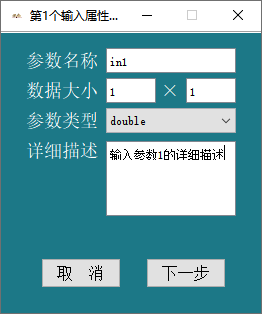 第1个输入属性...
参数名称 in1
数据大小 1 × 1
参数类型 double
详细描述 输入参数1的详细描述
取 消 下一步